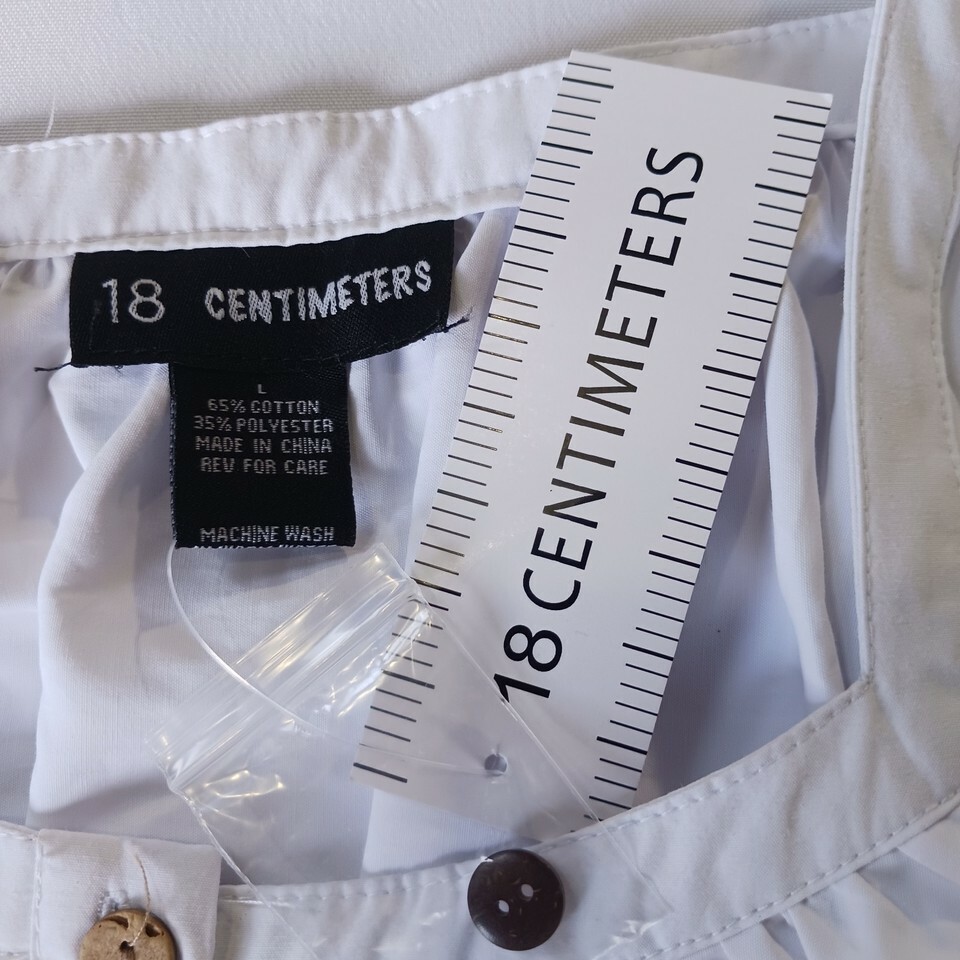 18 CENTIMETERS
L
65% COTTON
35% POLYESTER
MADE IN CHINA
REV FOR CARE
MACHINE WASH
18 CENTIMETERS